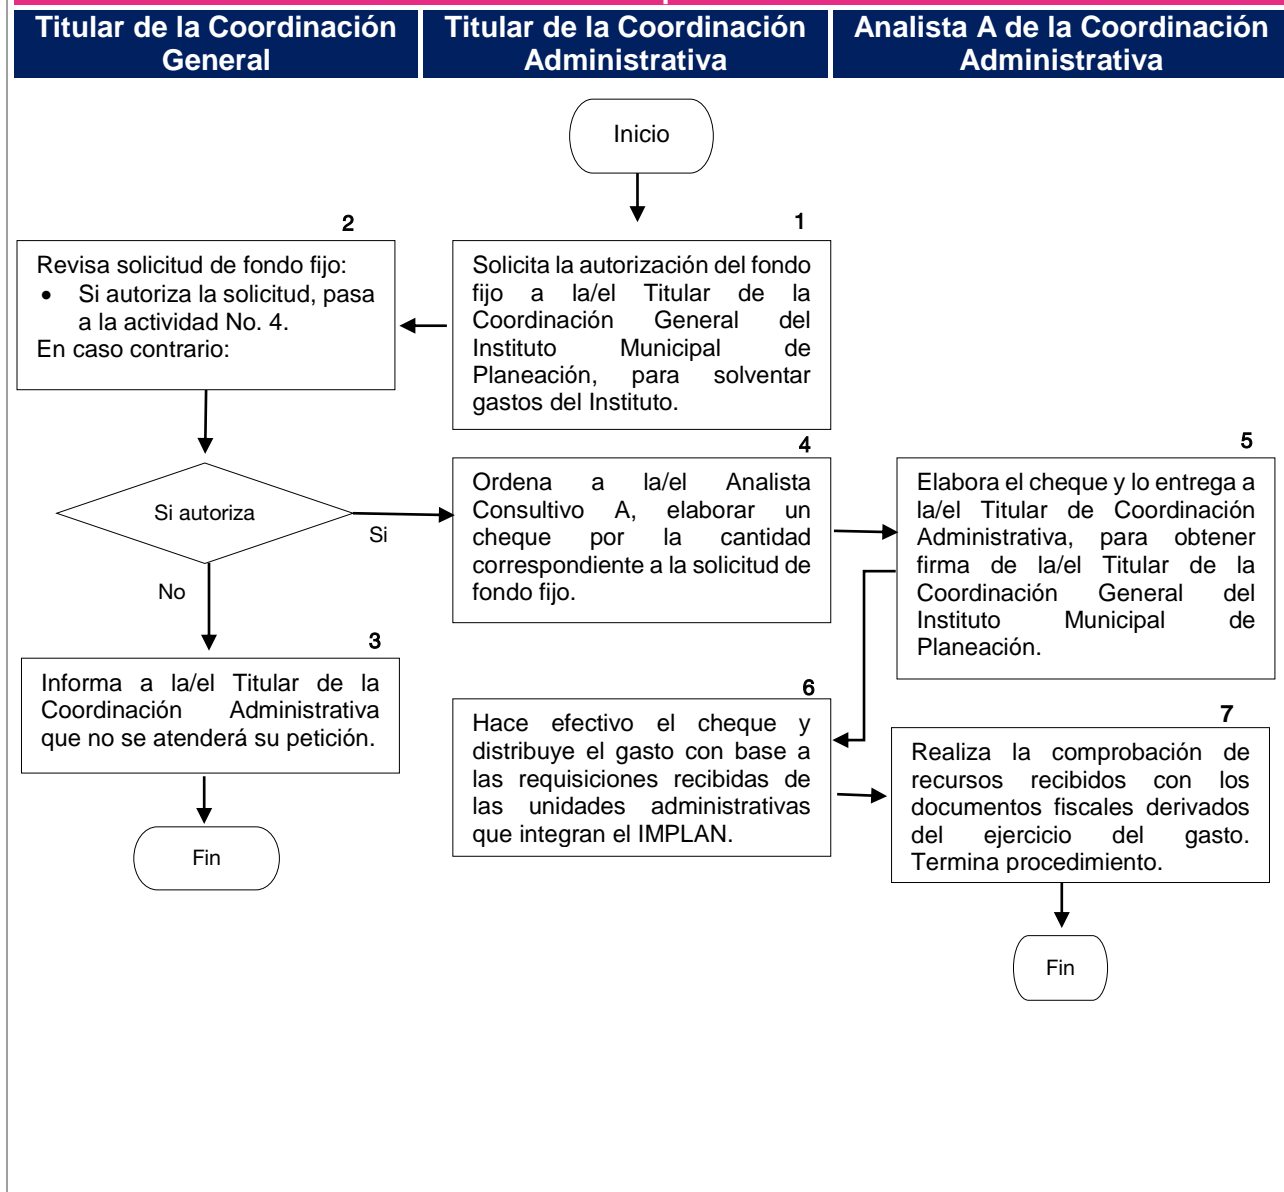 Titular de la Coordinación
General
Titular de la Coordinación
Administrativa
Analista A de la Coordinación
Administrativa
Inicio
2
Revisa solicitud de fondo fijo:
• Si autoriza la solicitud, pasa
a la actividad No. 4.
En caso contrario:
1
Solicita la autorización del fondo
fijo a la/el Titular de la
Coordinación General del
Instituto Municipal de
Planeación, para solventar
gastos del Instituto.
Si autoriza
Si
No
4
Ordena a la/el Analista
Consultivo A, elaborar un
cheque por la cantidad
correspondiente a la solicitud de
fondo fijo.
5
Elabora el cheque y lo entrega a
la/el Titular de Coordinación
Administrativa, para obtener
firma de la/el Titular de la
Coordinación General del
Instituto Municipal de
Planeación.
3
Informa a la/el Titular de la
Coordinación Administrativa
que no se atenderá su petición.
Fin
6
Hace efectivo el cheque y
distribuye el gasto con base a
las requisiciones recibidas de
las unidades administrativas
que integran el IMPLAN.
7
Realiza la comprobación de
recursos recibidos con los
documentos fiscales derivados
del ejercicio del gasto.
Termina procedimiento.
Fin